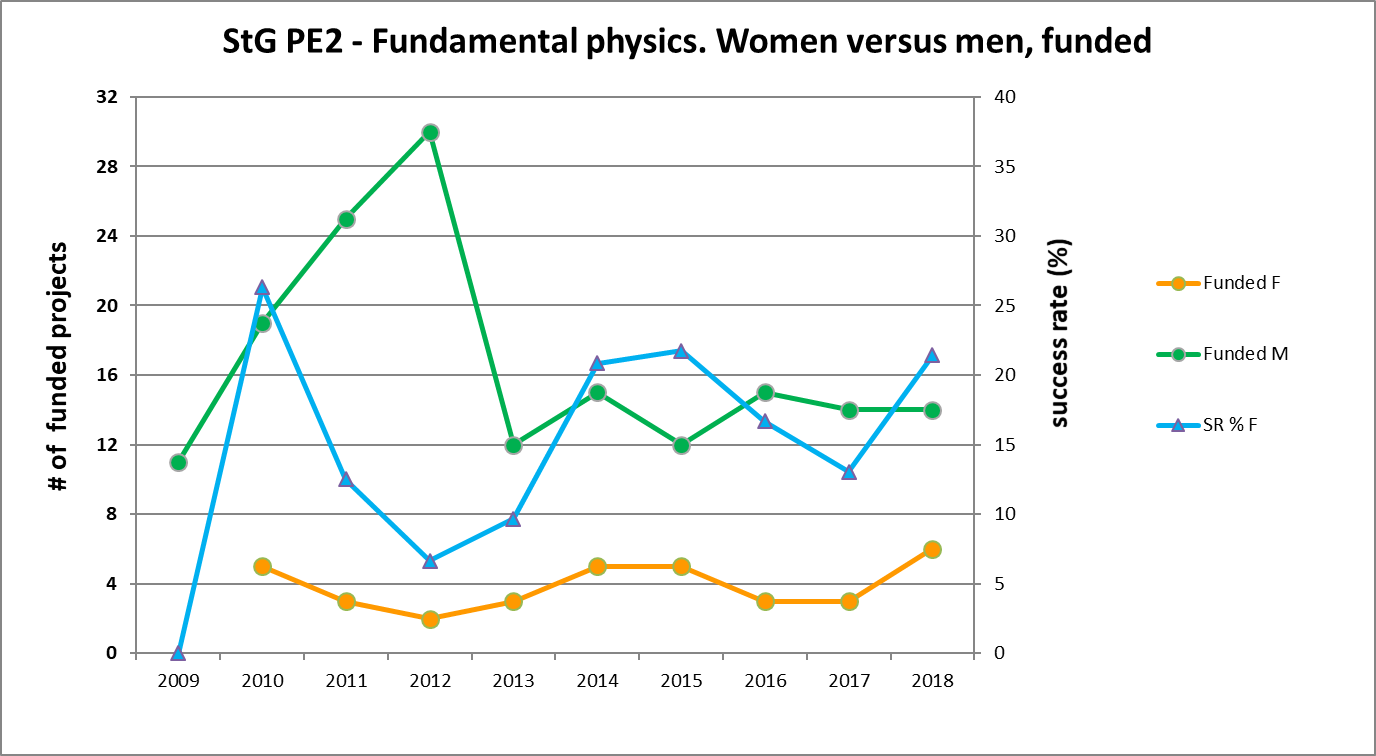 StG PE2 - Fundamental physics. Women versus men, funded
# of funded projects
32
28
24
20
16
12
8
4
0
40
35
30
25
20
15
10
5
0
success rate (%)
2009 2010 2011 2012 2013 2014 2015 2016 2017 2018
Funded F
Funded M
SR % F